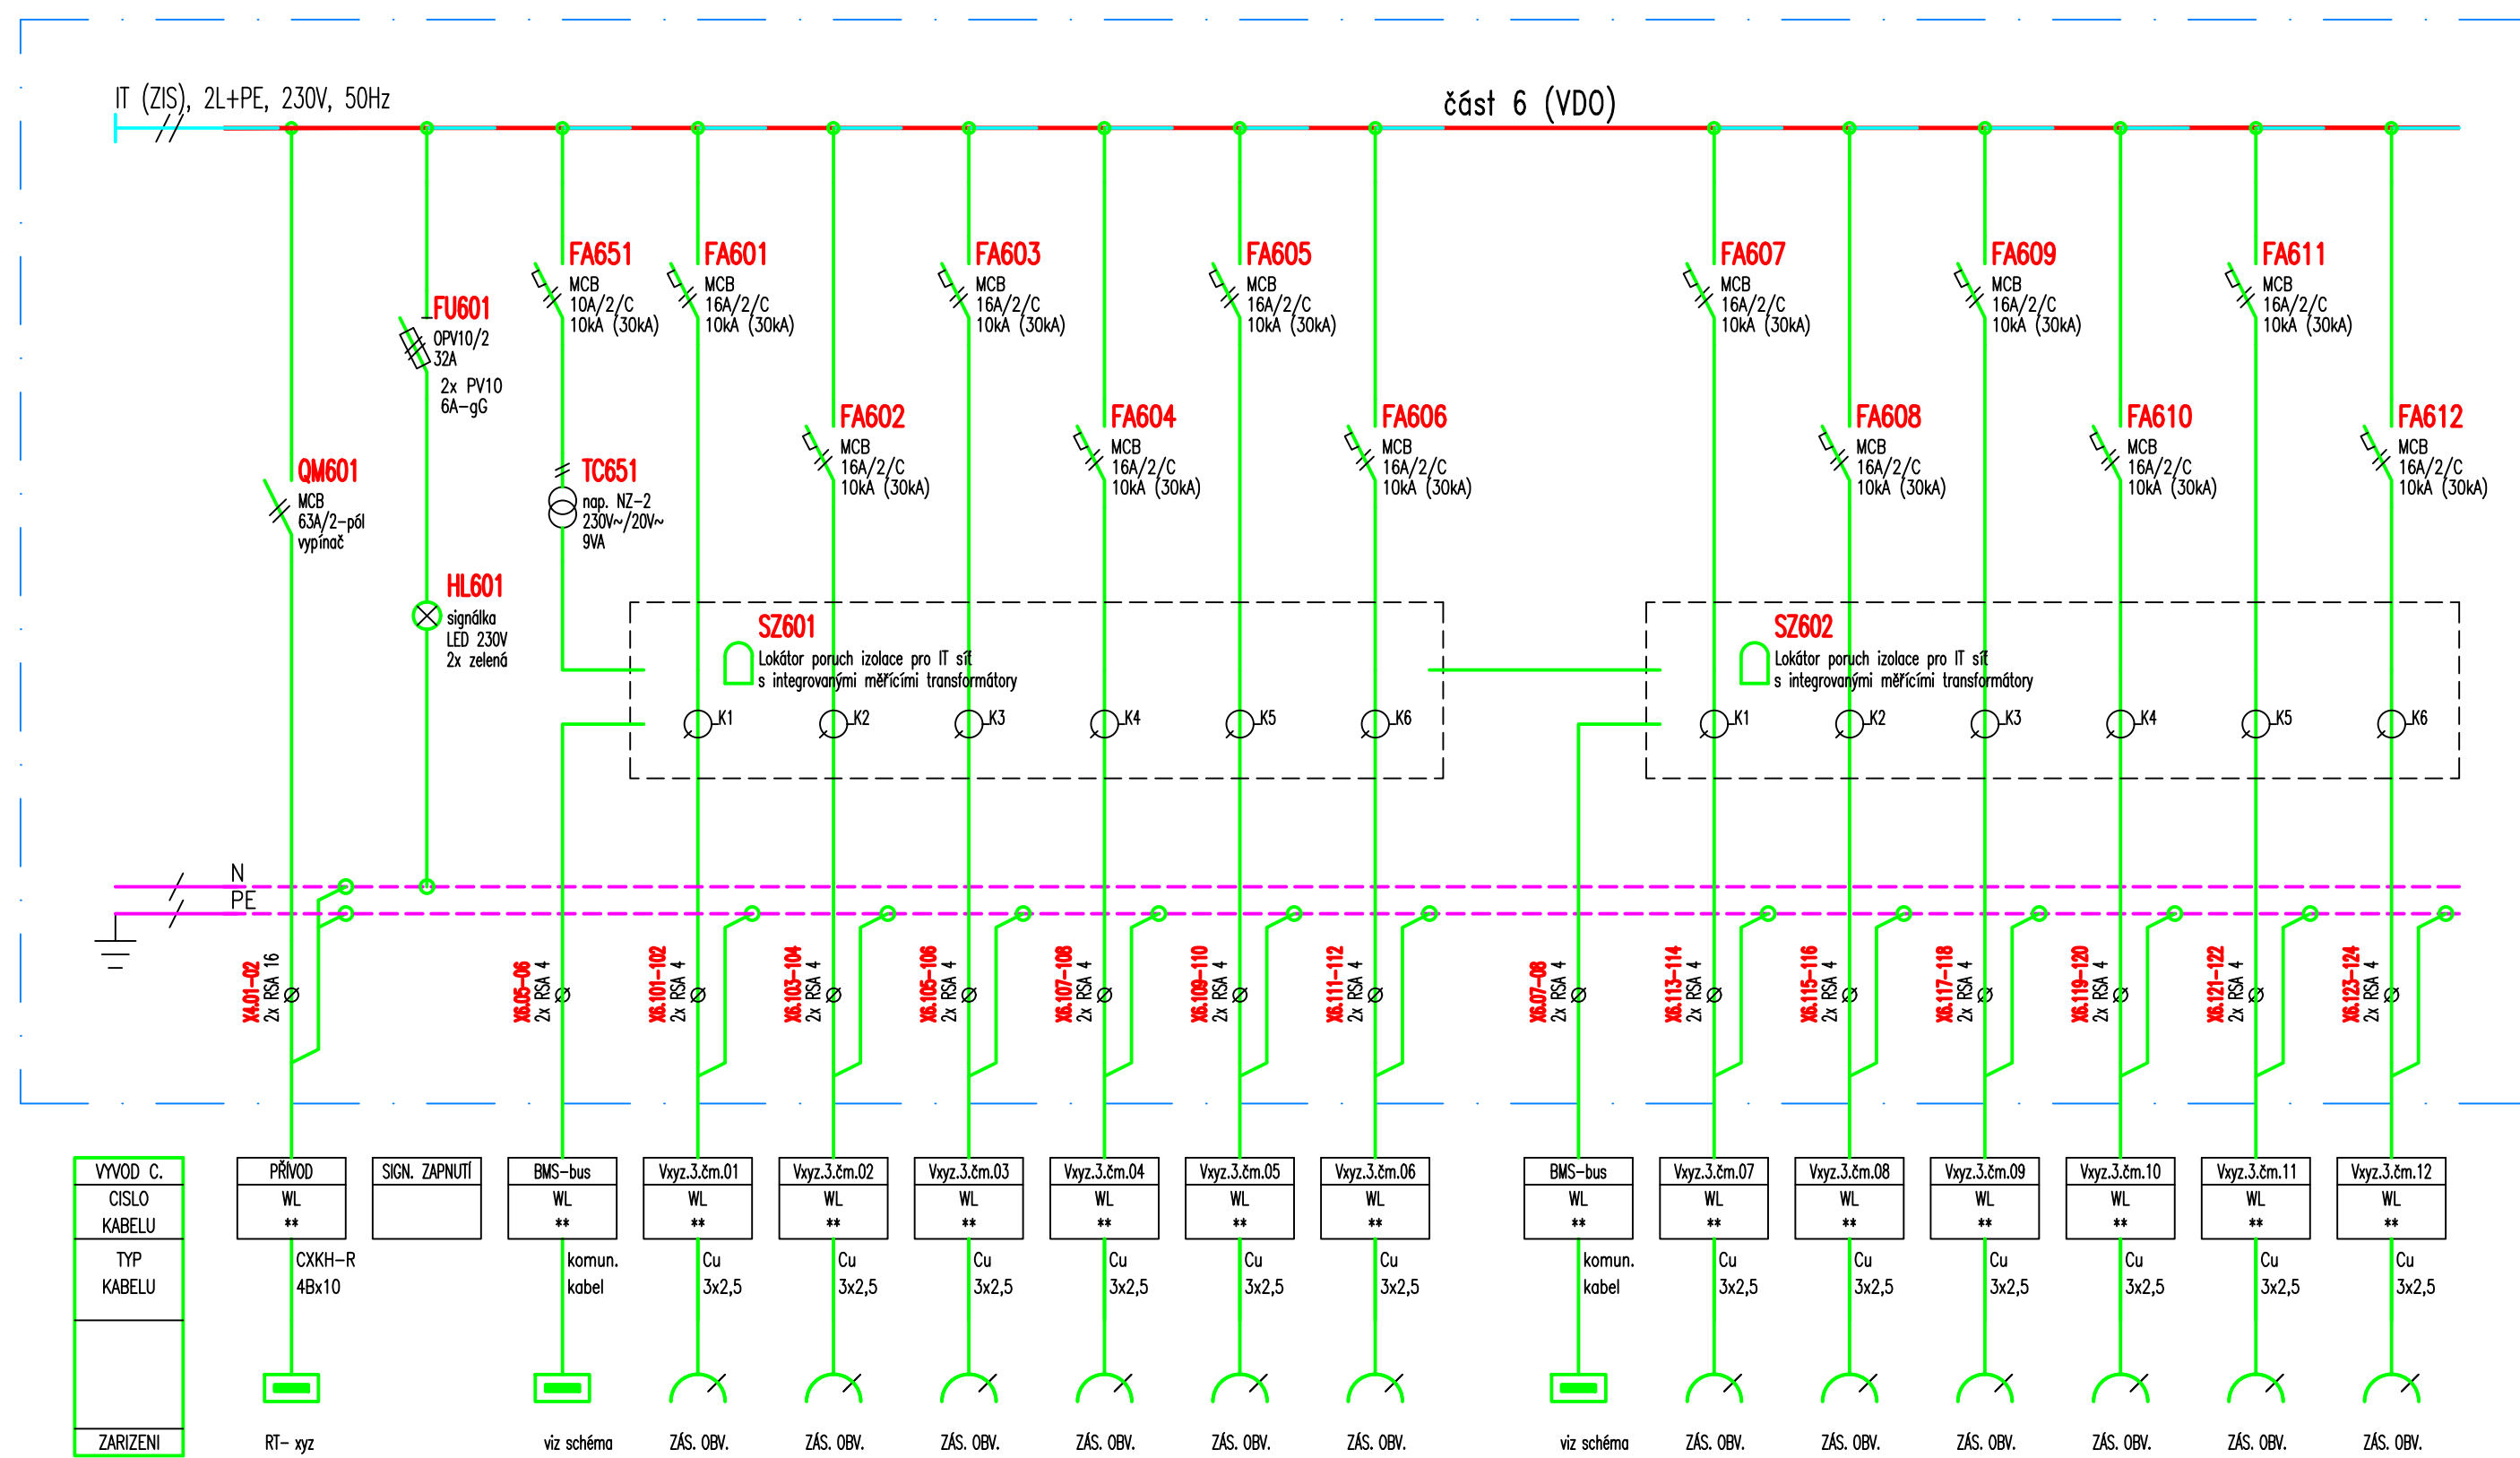 IT (ZIS), 2L+PE, 230V, 50Hz
část 6 (VDO)
QM601
MCB
63A/2-pól
vypínač
FU601
OPV10/2
32A
2x PV10
6A-gG
HL601
signálka
LED 230V
2x zelená
FA651
MCB
10A/2/C
10kA (30kA)
TC651
nap. NZ-2
230V~/20V~
9VA
FA601
MCB
16A/2/C
10kA (30kA)
FA602
MCB
16A/2/C
10kA (30kA)
FA603
MCB
16A/2/C
10kA (30kA)
FA604
MCB
16A/2/C
10kA (30kA)
FA605
MCB
16A/2/C
10kA (30kA)
FA606
MCB
16A/2/C
10kA (30kA)
FA607
MCB
16A/2/C
10kA (30kA)
FA608
MCB
16A/2/C
10kA (30kA)
FA609
MCB
16A/2/C
10kA (30kA)
FA610
MCB
16A/2/C
10kA (30kA)
FA611
MCB
16A/2/C
10kA (30kA)
FA612
MCB
16A/2/C
10kA (30kA)
SZ601
Lokátor poruch izolace pro IT síť
s integrovanými měřícími transformátory
K1 K2 K3 K4 K5 K6
SZ602
Lokátor poruch izolace pro IT síť
s integrovanými měřícími transformátory
K1 K2 K3 K4 K5 K6
N
PE
X4.01-02
2x RSA 16
X6.05-06
2x RSA 4
X6.101-102
2x RSA 4
X6.103-104
2x RSA 4
X6.105-106
2x RSA 4
X6.107-108
2x RSA 4
X6.109-110
2x RSA 4
X6.111-112
2x RSA 4
X6.07-08
2x RSA 4
X6.113-114
2x RSA 4
X6.115-116
2x RSA 4
X6.117-118
2x RSA 4
X6.119-120
2x RSA 4
X6.121-122
2x RSA 4
X6.123-124
2x RSA 4
VYVOD C. PŘÍVOD SIGN. ZAPNUTÍ BMS-bus Vxyz.3.čm.01 Vxyz.3.čm.02 Vxyz.3.čm.03 Vxyz.3.čm.04 Vxyz.3.čm.05 Vxyz.3.čm.06 BMS-bus Vxyz.3.čm.07 Vxyz.3.čm.08 Vxyz.3.čm.09 Vxyz.3.čm.10 Vxyz.3.čm.11 Vxyz.3.čm.12
CISLO WL WL WL WL WL WL WL WL WL WL WL WL WL WL WL
KABELU ** ** ** ** ** ** ** ** ** ** ** ** ** ** **
TYP CXKH-R komun. Cu Cu Cu Cu Cu Cu komun. Cu Cu Cu Cu Cu Cu
KABELU 4Bx10 kabel 3x2,5 3x2,5 3x2,5 3x2,5 3x2,5 3x2,5 kabel 3x2,5 3x2,5 3x2,5 3x2,5 3x2,5 3x2,5
ZARIZENI RT- xyz viz schéma ZÁS. OBV. ZÁS. OBV. ZÁS. OBV. ZÁS. OBV. ZÁS. OBV. ZÁS. OBV. viz schéma ZÁS. OBV. ZÁS. OBV. ZÁS. OBV. ZÁS. OBV. ZÁS. OBV. ZÁS. OBV.